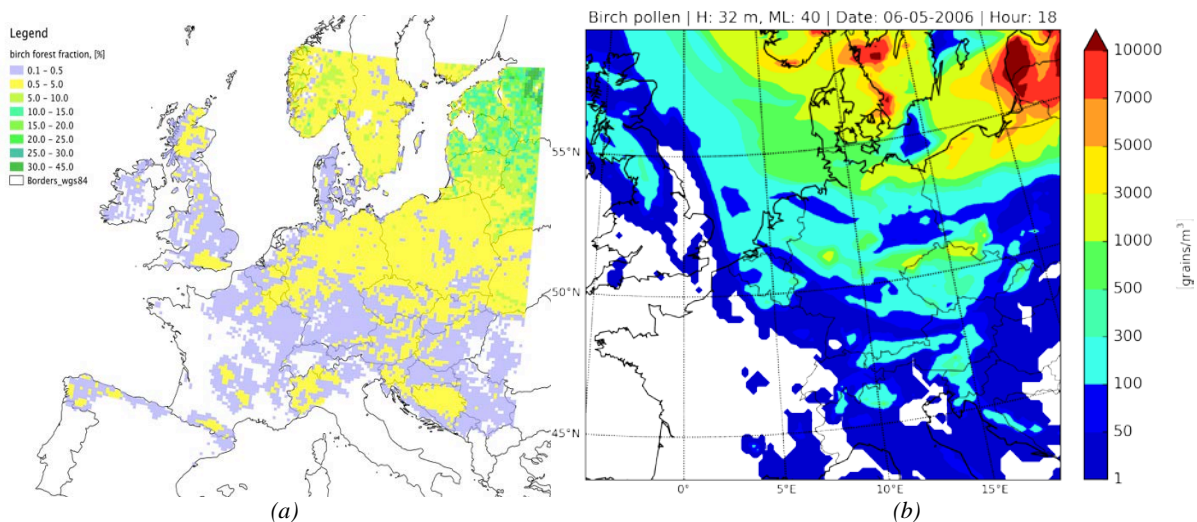 Legend
birch forest fraction, [%]
0.1 – 0.5
0.5 – 5.0
5.0 – 10.0
10.0 – 15.0
15.0 – 20.0
20.0 – 25.0
25.0 – 30.0
30.0 – 45.0
Borders_wgs84
(a)
Birch pollen | H: 32 m, ML: 40 | Date: 06-05-2006 | Hour: 18
55°N
50°N
45°N
0°
5°E
10°E
15°E
10000
7000
5000
3000
1000
500
300
100
50
1
[grains/m³]
(b)